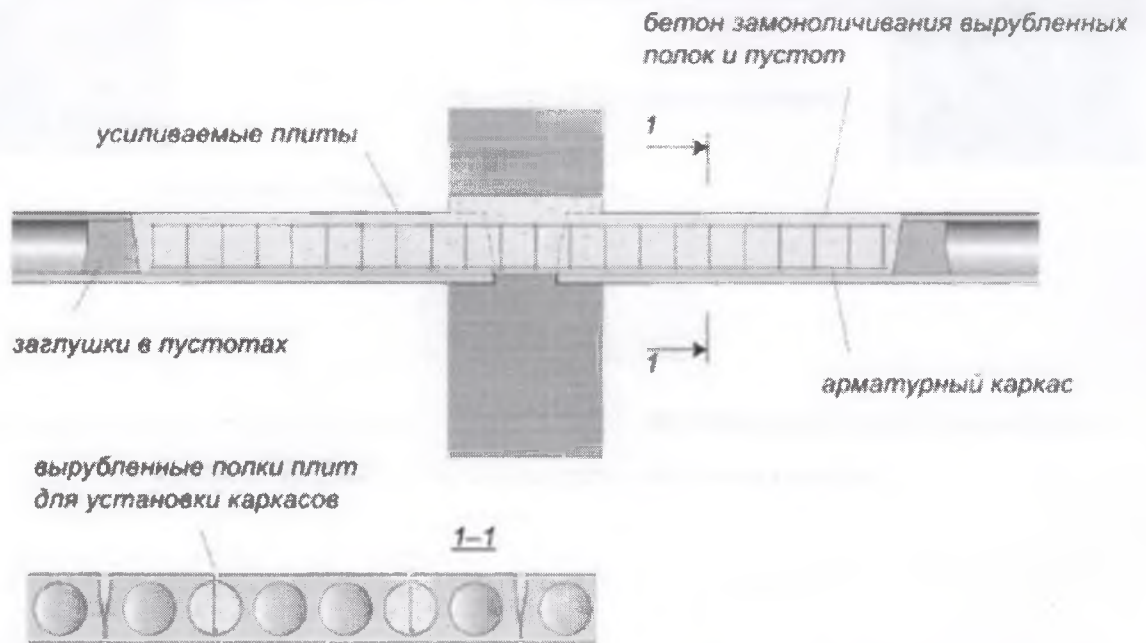 бетон замоноличивания вырубленных
полок и пустот
усиливаемые плиты
1
заглушки в пустотах
1
арматурный каркас
вырубленные полки плит
для установки каркасов
1–1